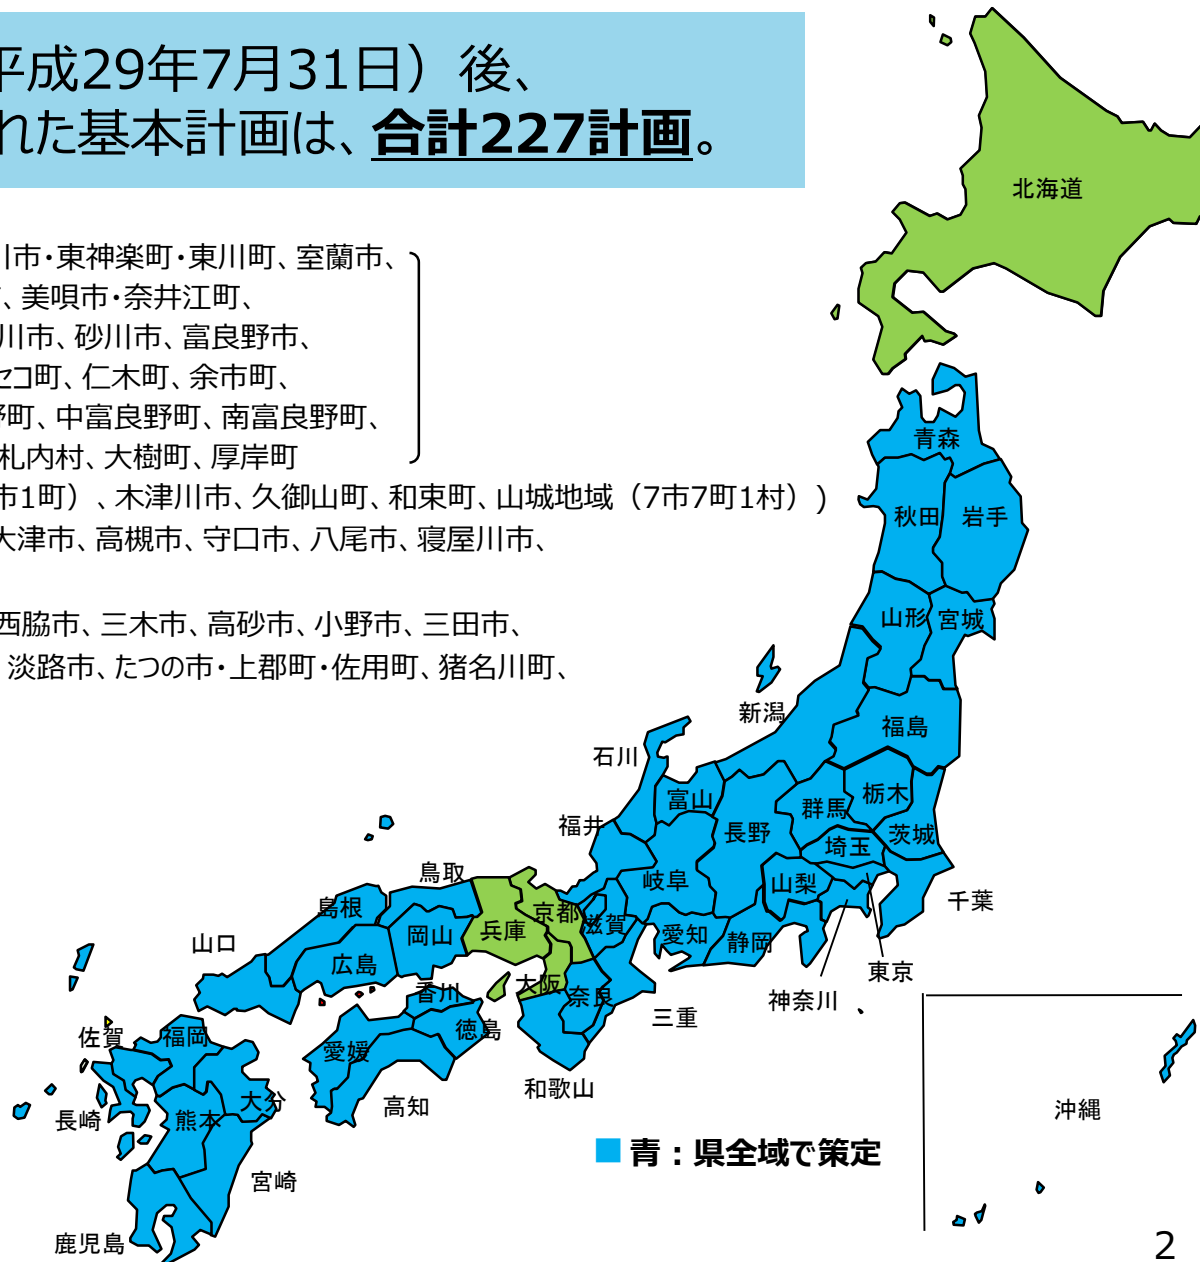 平成29年7月31日）後、
れた基本計画は、合計227計画。
川市・東神楽町・東川町、室蘭市、
、美唄市・奈井江町、
川市、砂川市、富良野市、
セコ町、仁木町、余市町、
野町、中富良野町、南富良野町、
札内村、大樹町、厚岸町
市1町）、木津川市、久御山町、和束町、山城地域（7市7町1村）)
大津市、高槻市、守口市、八尾市、寝屋川市、
西脇市、三木市、高砂市、小野市、三田市、
淡路市、たつの市・上郡町・佐用町、猪名川町、
北海道
青森
秋田
岩手
山形
宮城
新潟
福島
石川
富山
群馬
栃木
福井
長野
埼玉
茨城
鳥取
岐阜
山梨
千葉
島根
兵庫
京都
滋賀
愛知
静岡
山口
岡山
広島
東京
香川
大阪
奈良
神奈川
三重
佐賀
福岡
愛媛
徳島
和歌山
長崎
熊本
大分
高知
沖縄
宮崎
鹿児島
青：県全域で策定
2